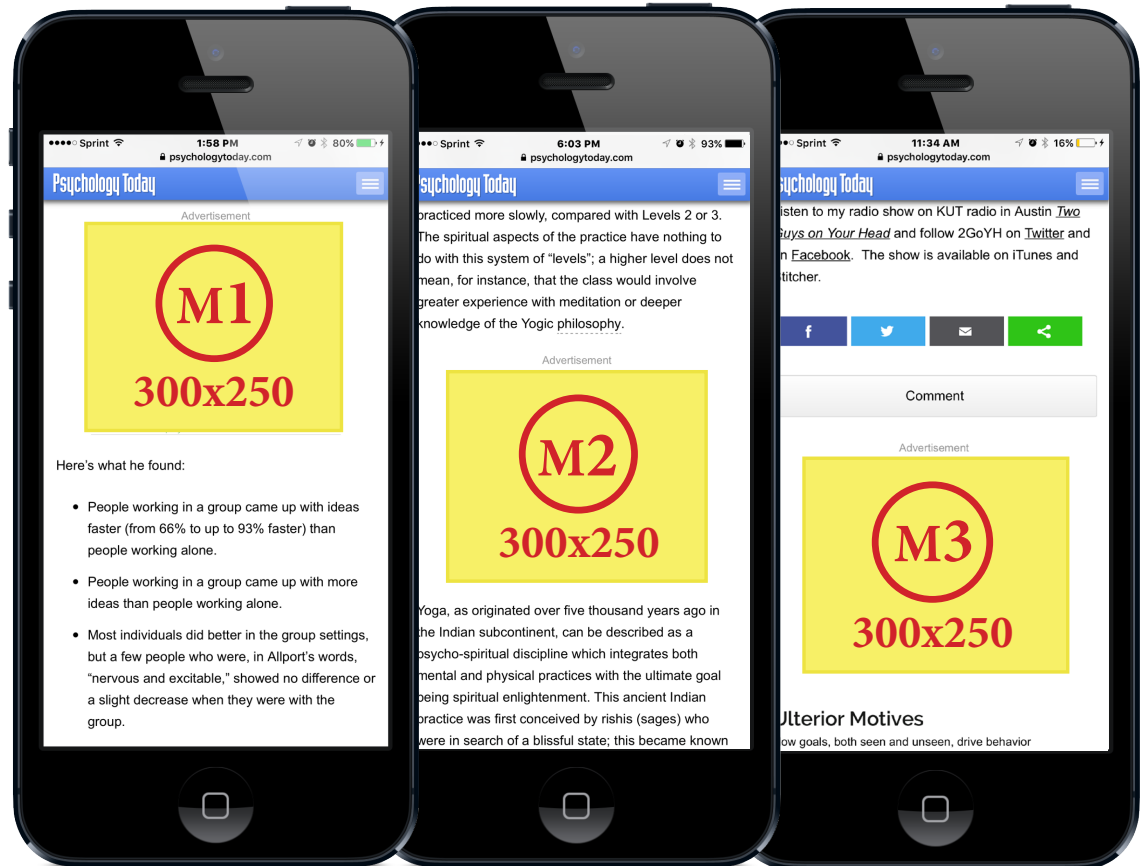 Sprint 1:58 PM 80%
psychologytoday.com
Psychology Today
Advertisement
M1
300x250
Here's what he found:
• People working in a group came up with ideas
faster (from 66% to up to 93% faster) than
people working alone.
• People working in a group came up with more
ideas than people working alone.
• Most individuals did better in the group settings,
but a few people who were, in Allport's words,
“nervous and excitable,” showed no difference or
a slight decrease when they were with the
group.
Sprint 6:03 PM 93%
psychologytoday.com
Psychology Today
practiced more slowly, compared with Levels 2 or 3.
The spiritual aspects of the practice have nothing to
do with this system of “levels”; a higher level does not
mean, for instance, that the class would involve
greater experience with meditation or deeper
knowledge of the Yogic philosophy.
Advertisement
M2
300x250
Yoga, as originated over five thousand years ago in
the Indian subcontinent, can be described as a
psycho-spiritual discipline which integrates both
mental and physical practices with the ultimate goal
being spiritual enlightenment. This ancient Indian
practice was first conceived by rishis (sages) who
were in search of a blissful state; this became known
Sprint 11:34 AM 16%
psychologytoday.com
Psychology Today
isten to my radio show on KUT radio in Austin Two
Guys on Your Head and follow 2GoYH on Twitter and
n Facebook. The show is available on iTunes and
titcher.
f
Comment
Advertisement
M3
300x250
Ulterior Motives
ow goals, both seen and unseen, drive behavior